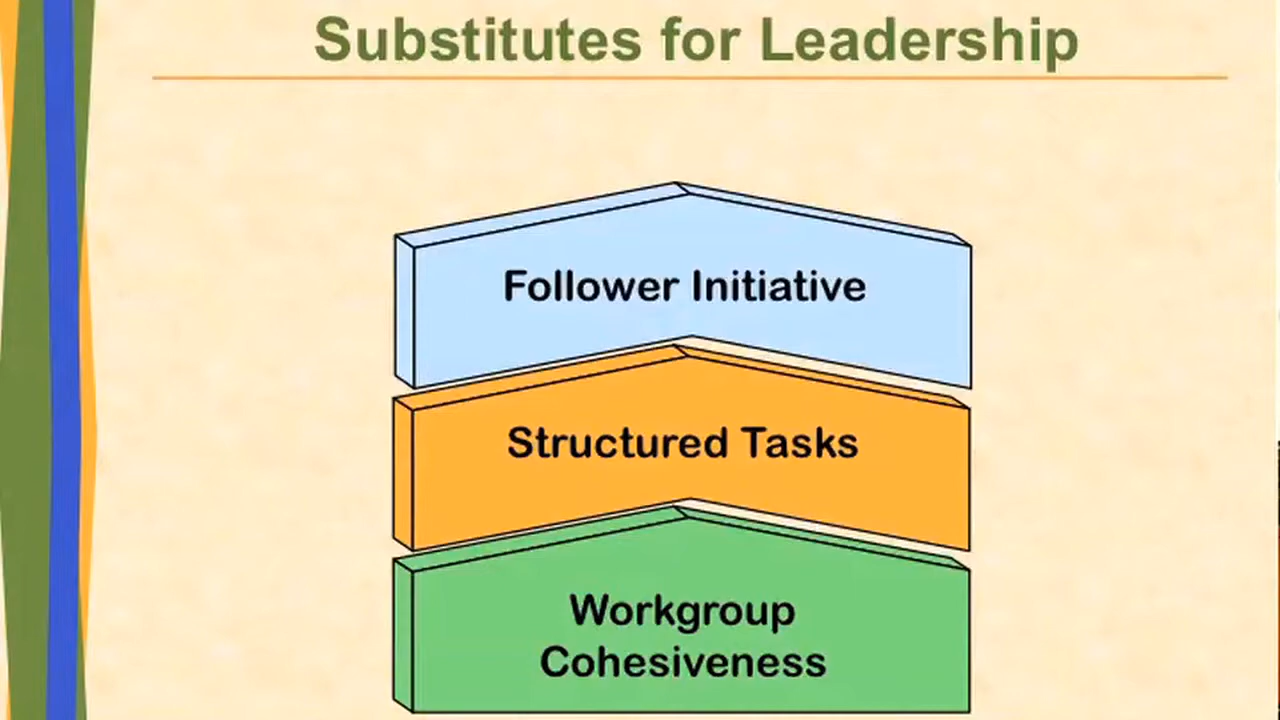 Substitutes for Leadership
Follower Initiative
Structured Tasks
Workgroup
Cohesiveness